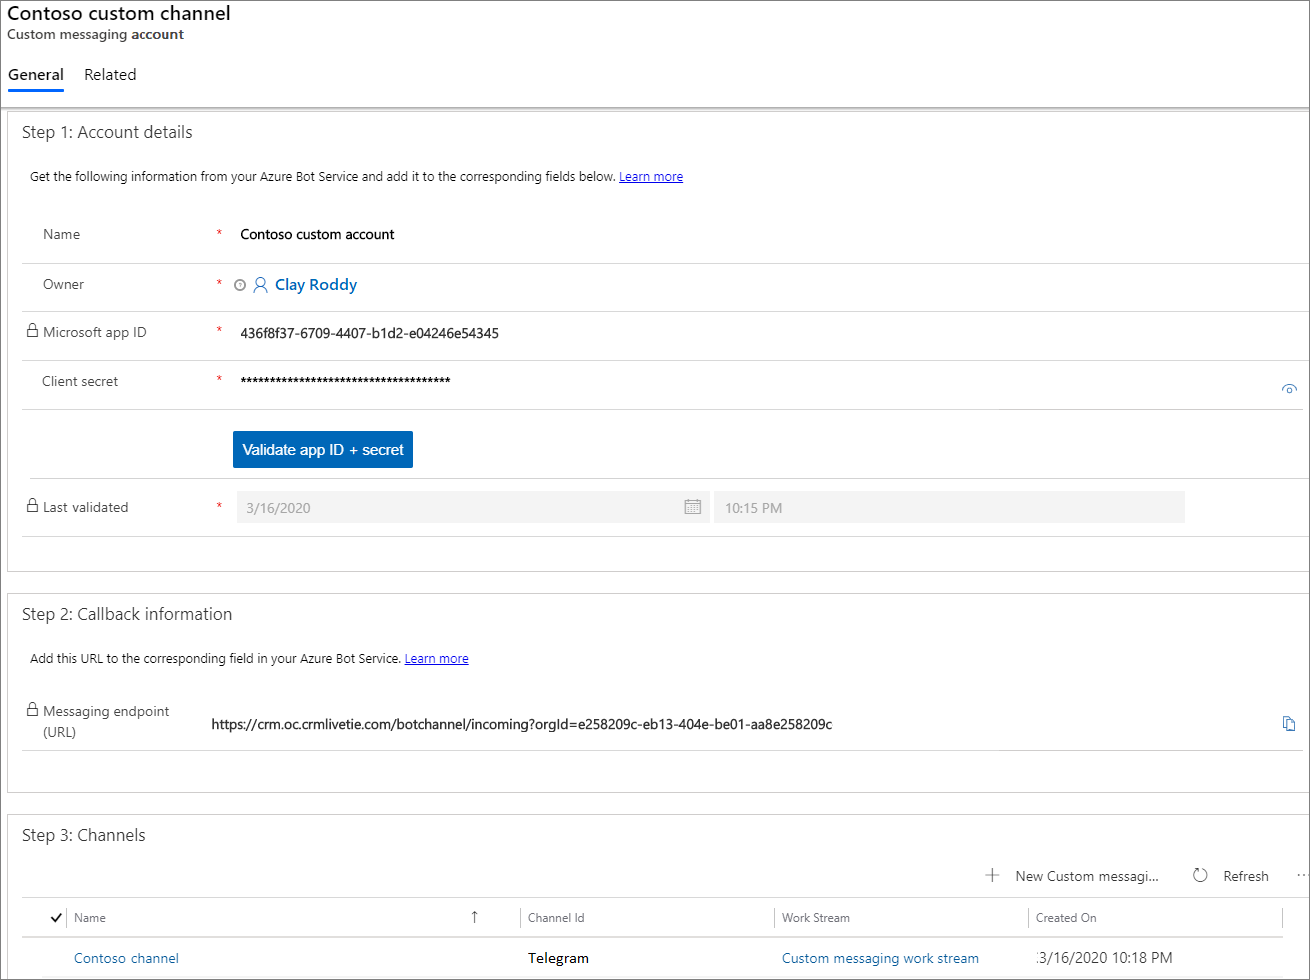 Contoso custom channel
Custom messaging account
General Related
Step 1: Account details
Get the following information from your Azure Bot Service and add it to the corresponding fields below. Learn more
Name * Contoso custom account
Owner * Clay Roddy
Microsoft app ID * 436f8f37-6709-4407-b1d2-e04246e54345
Client secret * ************************************
Validate app ID + secret
Last validated * 3/16/2020 10:15 PM
Step 2: Callback information
Add this URL to the corresponding field in your Azure Bot Service. Learn more
Messaging endpoint
(URL)
https://crm.oc.crmlivetie.com/botchannel/incoming?orgId=e258209c-eb13-404e-be01-aa8e258209c
Step 3: Channels
New Custom messagi... Refresh ...
Name ↑ Channel Id Work Stream Created On
Contoso channel Telegram Custom messaging work stream 3/16/2020 10:18 PM